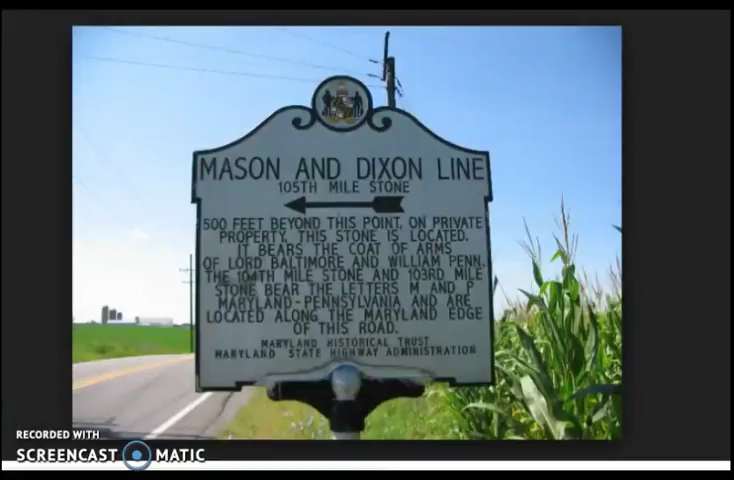 MASON AND DIXON LINE
105TH MILE STONE
500 FEET BEYOND THIS POINT, ON PRIVATE
PROPERTY, THIS STONE IS LOCATED.
IT BEARS THE COAT OF ARMS
OF LORD BALTIMORE AND WILLIAM PENN.
THE 104TH MILE STONE AND 103RD MILE
STONE BEAR THE LETTERS M AND P
MARYLAND-PENNSYLVANIA AND ARE
LOCATED ALONG THE MARYLAND EDGE
OF THIS ROAD.
MARYLAND HISTORICAL TRUST
MARYLAND STATE HIGHWAY ADMINISTRATION
RECORDED WITH
SCREENCAST MATIC